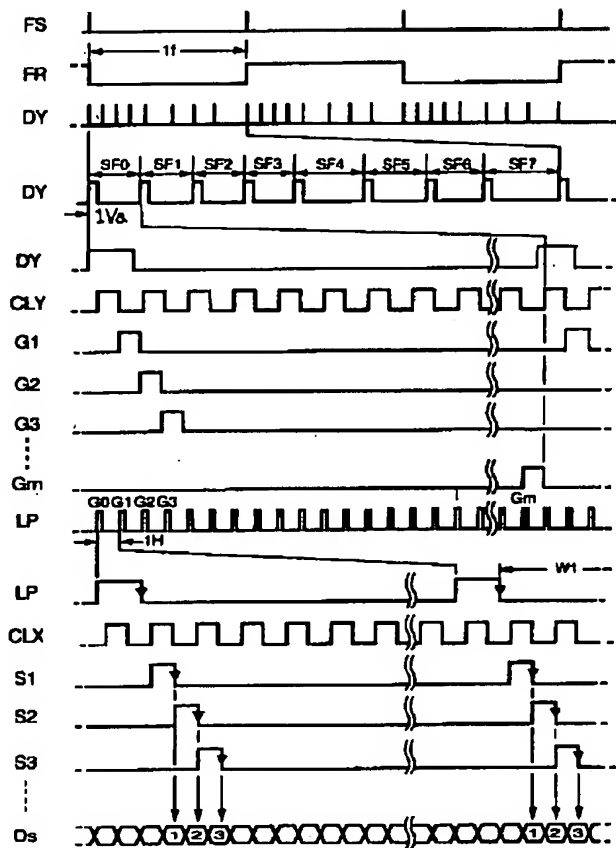 FS
1f
FR
DY
SF0 SF1 SF2 SF3 SF4 SF5 SF6 SF7
DY
1Va
DY
CLY
G1
G2
G3
Gm
Gm
G0 G1 G2 G3
LP
1H
W1
LP
CLX
S1
S2
S3
Ds
1 2 3 1 2 3